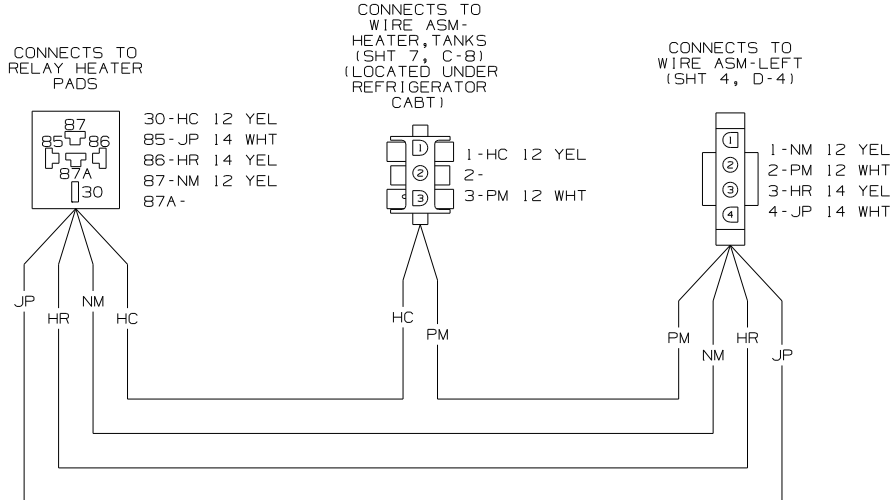 CONNECTS TO
RELAY HEATER
PADS
87
85
86
87A
30
30-HC 12 YEL
85-JP 14 WHT
86-HR 14 YEL
87-NM 12 YEL
87A-
JP
HR
NM
HC
CONNECTS TO
WIRE ASM-
HEATER,TANKS
(SHT 7, C-8)
(LOCATED UNDER
REFRIGERATOR
CABT)
1
2
3
1-HC 12 YEL
2-
3-PM 12 WHT
HC
PM
CONNECTS TO
WIRE ASM-LEFT
(SHT 4, D-4)
1
2
3
4
1-NM 12 YEL
2-PM 12 WHT
3-HR 14 YEL
4-JP 14 WHT
PM
NM
HR
JP